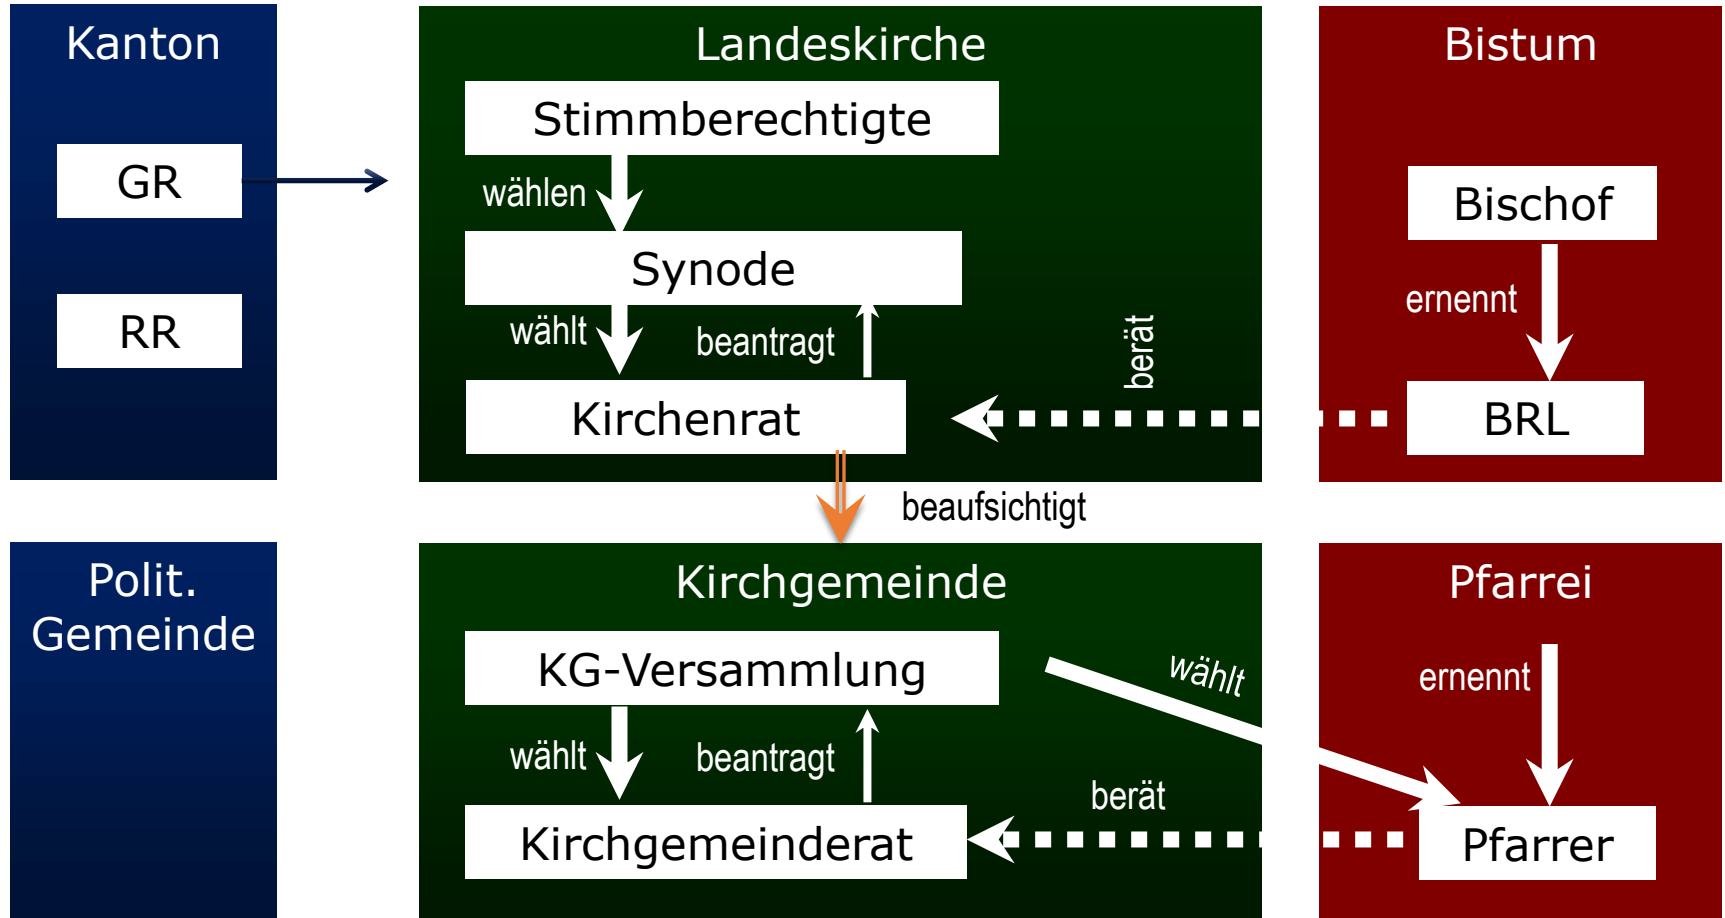 Kanton
GR
RR
Landeskirche
Stimmberechtigte
wählen
Synode
wählt
beantragt
Kirchenrat
berät
Bistum
Bischof
ernennt
BRL
beaufsichtigt
Polit.
Gemeinde
Kirchgemeinde
KG-Versammlung
wählt
wählt
beantragt
berät
Kirchgemeinderat
Pfarrei
ernennt
Pfarrer